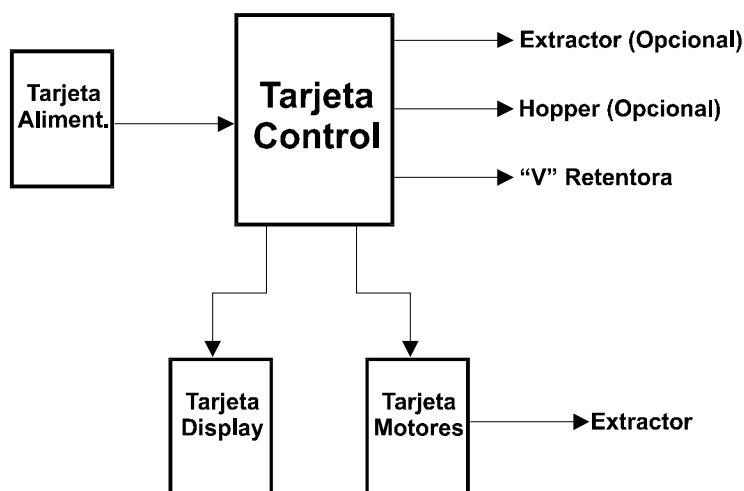 Extractor (Opcional)
Tarjeta
Aliment.
Tarjeta
Control
Hopper (Opcional)
“V” Retentora
Tarjeta
Display
Tarjeta
Motores
Extractor